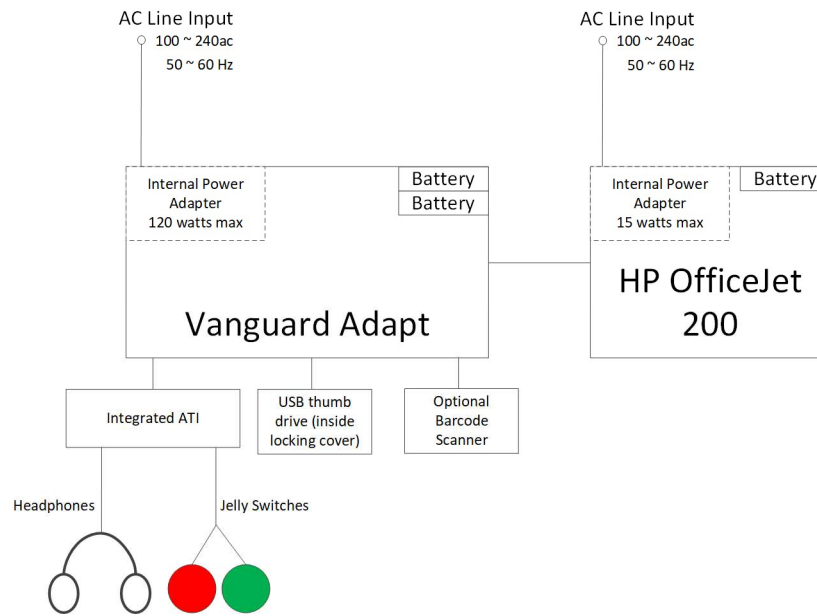 AC Line Input
100 ~ 240ac
50 ~ 60 Hz
AC Line Input
100 ~ 240ac
50 ~ 60 Hz
Internal Power
Adapter
120 watts max
Battery
Battery
Vanguard Adapt
Internal Power
Adapter
15 watts max
Battery
HP OfficeJet
200
Integrated ATI
USB thumb
drive (inside
locking cover)
Optional
Barcode
Scanner
Headphones
Jelly Switches